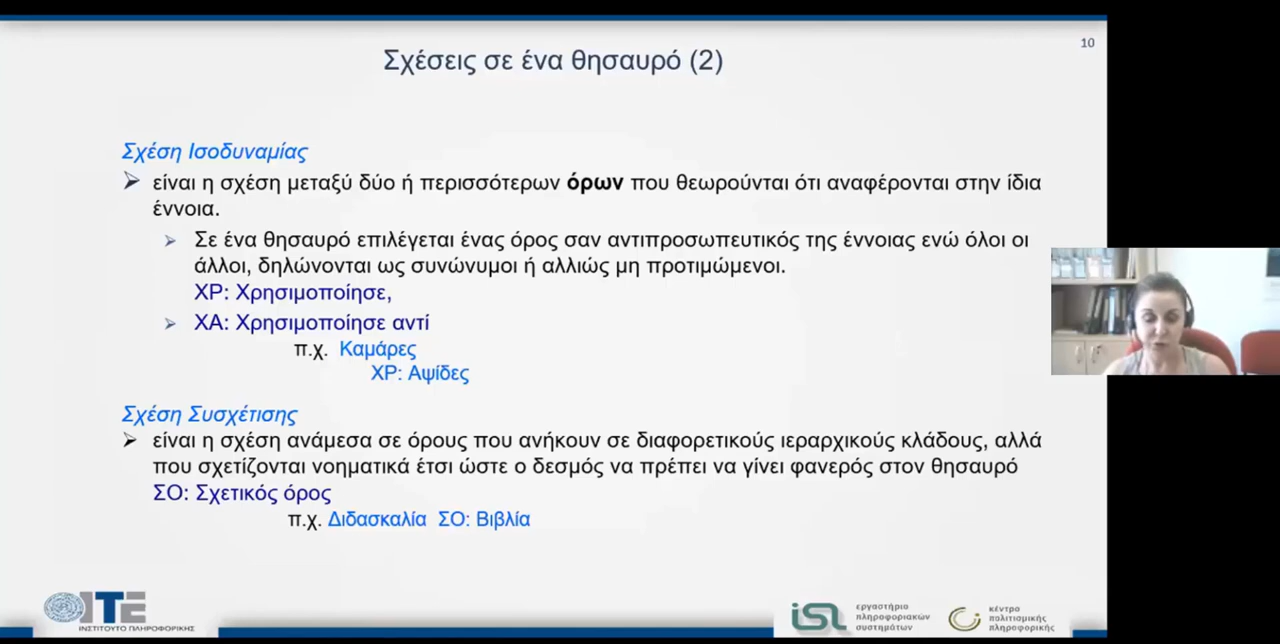 10
Σχέσεις σε ένα θησαυρό (2)
Σχέση Ισοδυναμίας
είναι η σχέση μεταξύ δύο ή περισσότερων όρων που θεωρούνται ότι αναφέρονται στην ίδια
έννοια.
Σε ένα θησαυρό επιλέγεται ένας όρος σαν αντιπροσωπευτικός της έννοιας ενώ όλοι οι
άλλοι, δηλώνονται ως συνώνυμοι ή αλλιώς μη προτιμώμενοι.
ΧΡ: Χρησιμοποίησε,
ΧΑ: Χρησιμοποίησε αντί
π.χ. Καμάρες
ΧΡ: Αψίδες
Σχέση Συσχέτισης
είναι η σχέση ανάμεσα σε όρους που ανήκουν σε διαφορετικούς ιεραρχικούς κλάδους, αλλά
που σχετίζονται νοηματικά έτσι ώστε ο δεσμός να πρέπει να γίνει φανερός στον θησαυρό
ΣΟ: Σχετικός όρος
π.χ. Διδασκαλία ΣΟ: Βιβλία
ΙΤΕ
ΙΝΣΤΙΤΟΥΤΟ ΠΛΗΡΟΦΟΡΙΚΗΣ
isl
εργαστήριο
πληροφοριακών
συστημάτων
κέντρο
πολιτισμικής
πληροφορικής